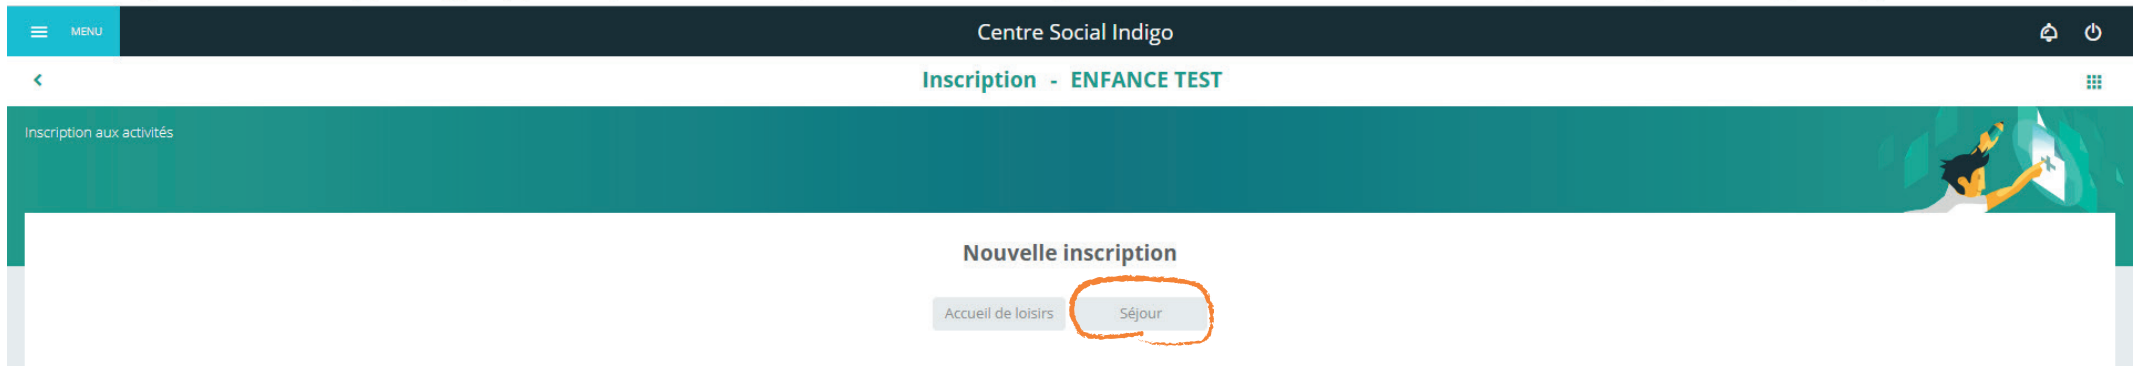 MENU
Centre Social Indigo
Inscription - ENFANCE TEST
Inscription aux activités
Nouvelle inscription
Accueil de loisirs
Séjour